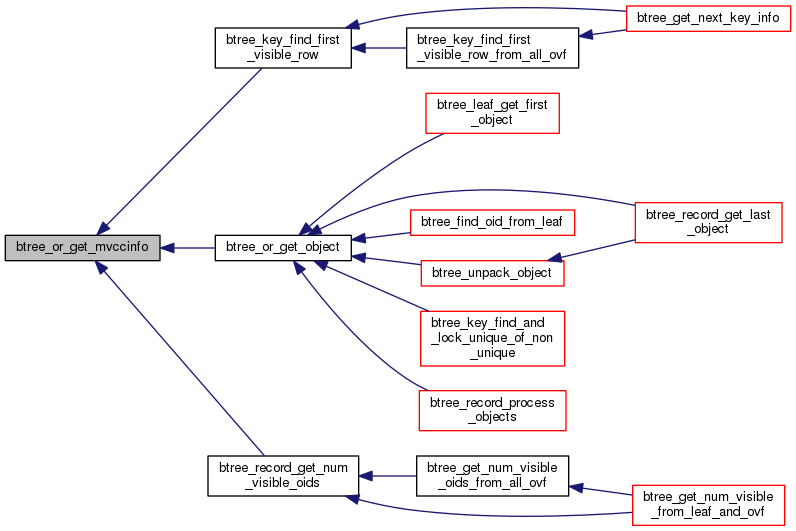 btree_get_next_key_info
btree_key_find_first
_visible_row
btree_key_find_first
_visible_row_from_all_ovf
btree_leaf_get_first
_object
btree_record_get_last
_object
btree_find_oid_from_leaf
btree_or_get_mvccinfo
btree_or_get_object
btree_unpack_object
btree_key_find_and
_lock_unique_of_non
_unique
btree_record_process
_objects
btree_record_get_num
_visible_oids
btree_get_num_visible
_oids_from_all_ovf
btree_get_num_visible
_from_leaf_and_ovf